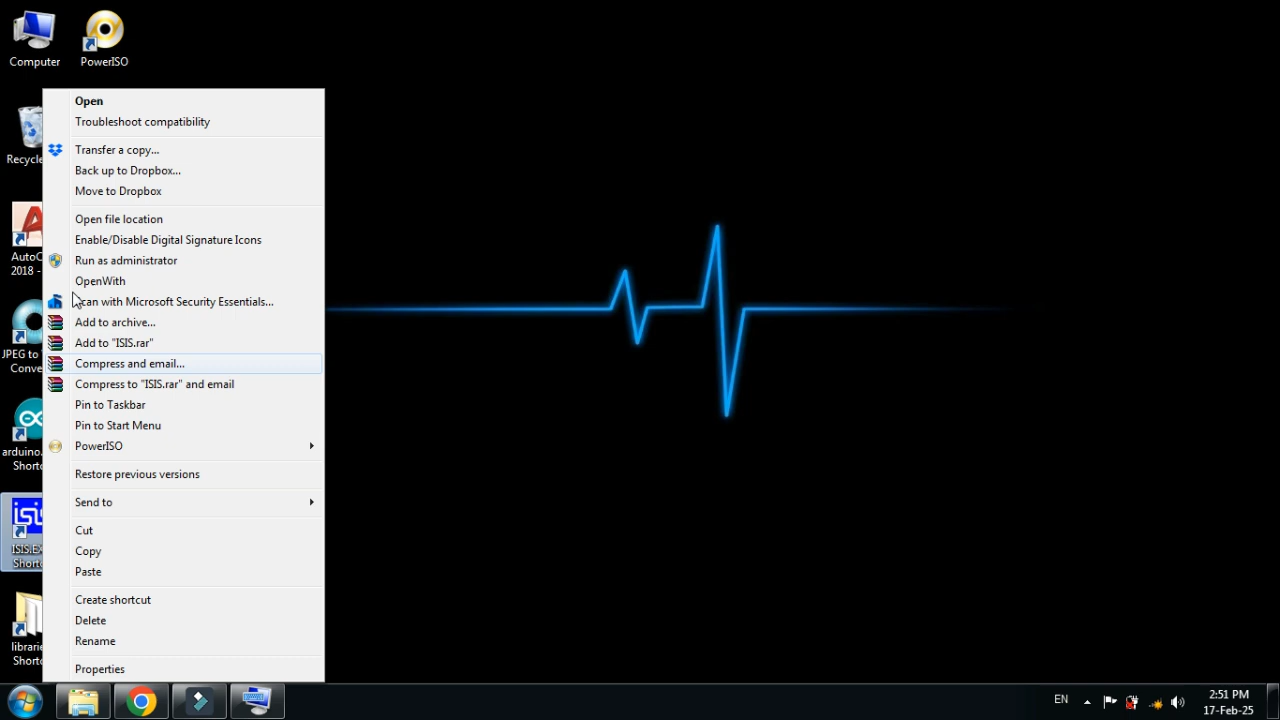 Computer
PowerISO
Open
Troubleshoot compatibility
Transfer a copy...
Back up to Dropbox...
Move to Dropbox
Open file location
Enable/Disable Digital Signature Icons
Run as administrator
OpenWith
can with Microsoft Security Essentials...
Add to archive...
Add to "ISIS.rar"
Compress and email...
Compress to "ISIS.rar" and email
Pin to Taskbar
Pin to Start Menu
PowerISO
Restore previous versions
Send to
Cut
Copy
Paste
Create shortcut
Delete
Rename
Properties
Recycle
AutoC
2018 -
JPEG to
Conve
arduino.
Shortc
isis
ISIS.EX
Shortc
librarie
Shortc
EN
2:51 PM
17-Feb-25